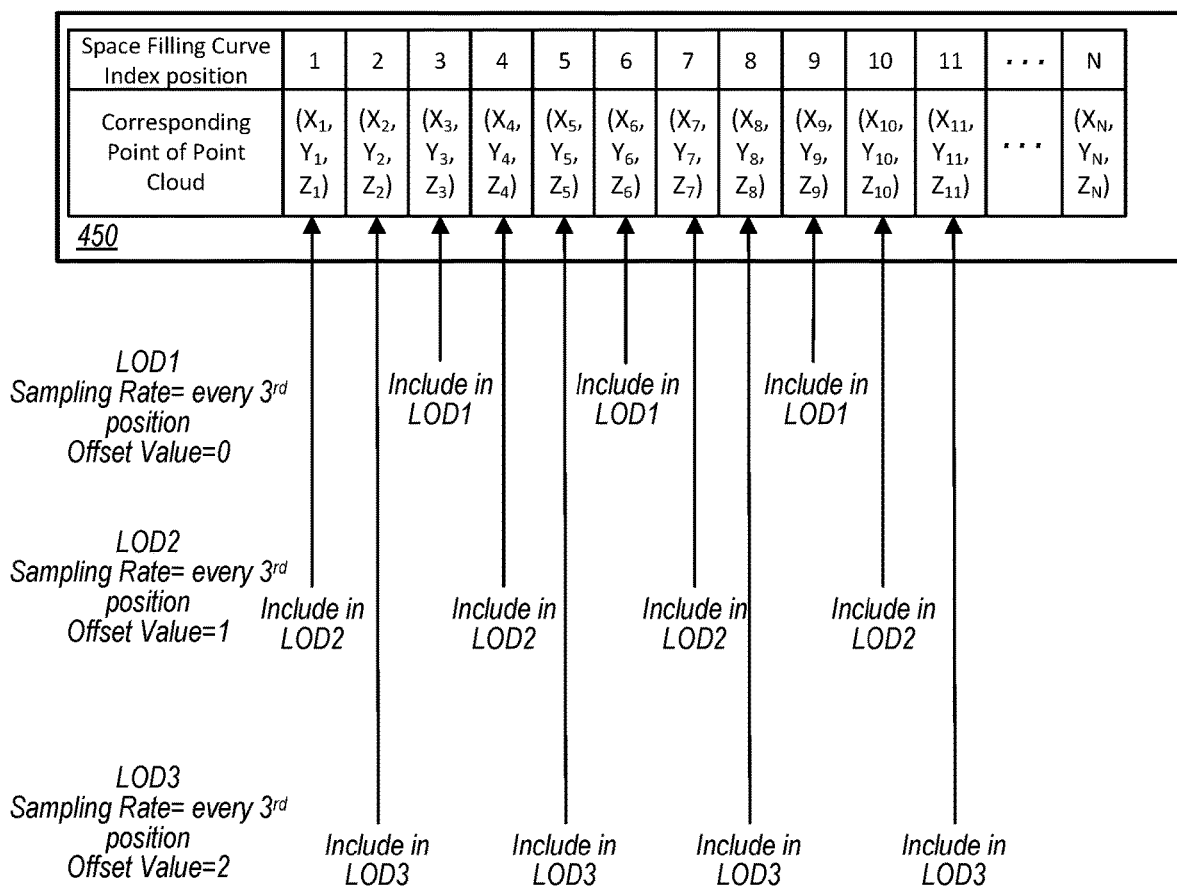 Space Filling Curve
Index position
1 2 3 4 5 6 7 8 9 10 11 ... N
Corresponding
Point of Point
Cloud
(X₁, (X₂, (X₃, (X₄, (X₅, (X₆, (X₇, (X₈, (X₉, (X₁₀, (X₁₁, ... (X_N,
Y₁, Y₂, Y₃, Y₄, Y₅, Y₆, Y₇, Y₈, Y₉, Y₁₀, Y₁₁, Y_N,
Z₁) Z₂) Z₃) Z₄) Z₅) Z₆) Z₇) Z₈) Z₉) Z₁₀) Z₁₁) Z_N)
450
LOD1
Sampling Rate= every 3rd
position
Offset Value=0
Include in
LOD1
Include in
LOD1
Include in
LOD1
LOD2
Sampling Rate= every 3rd
position
Offset Value=1
Include in
LOD2
Include in
LOD2
Include in
LOD2
Include in
LOD2
LOD3
Sampling Rate= every 3rd
position
Offset Value=2
Include in
LOD3
Include in
LOD3
Include in
LOD3
Include in
LOD3